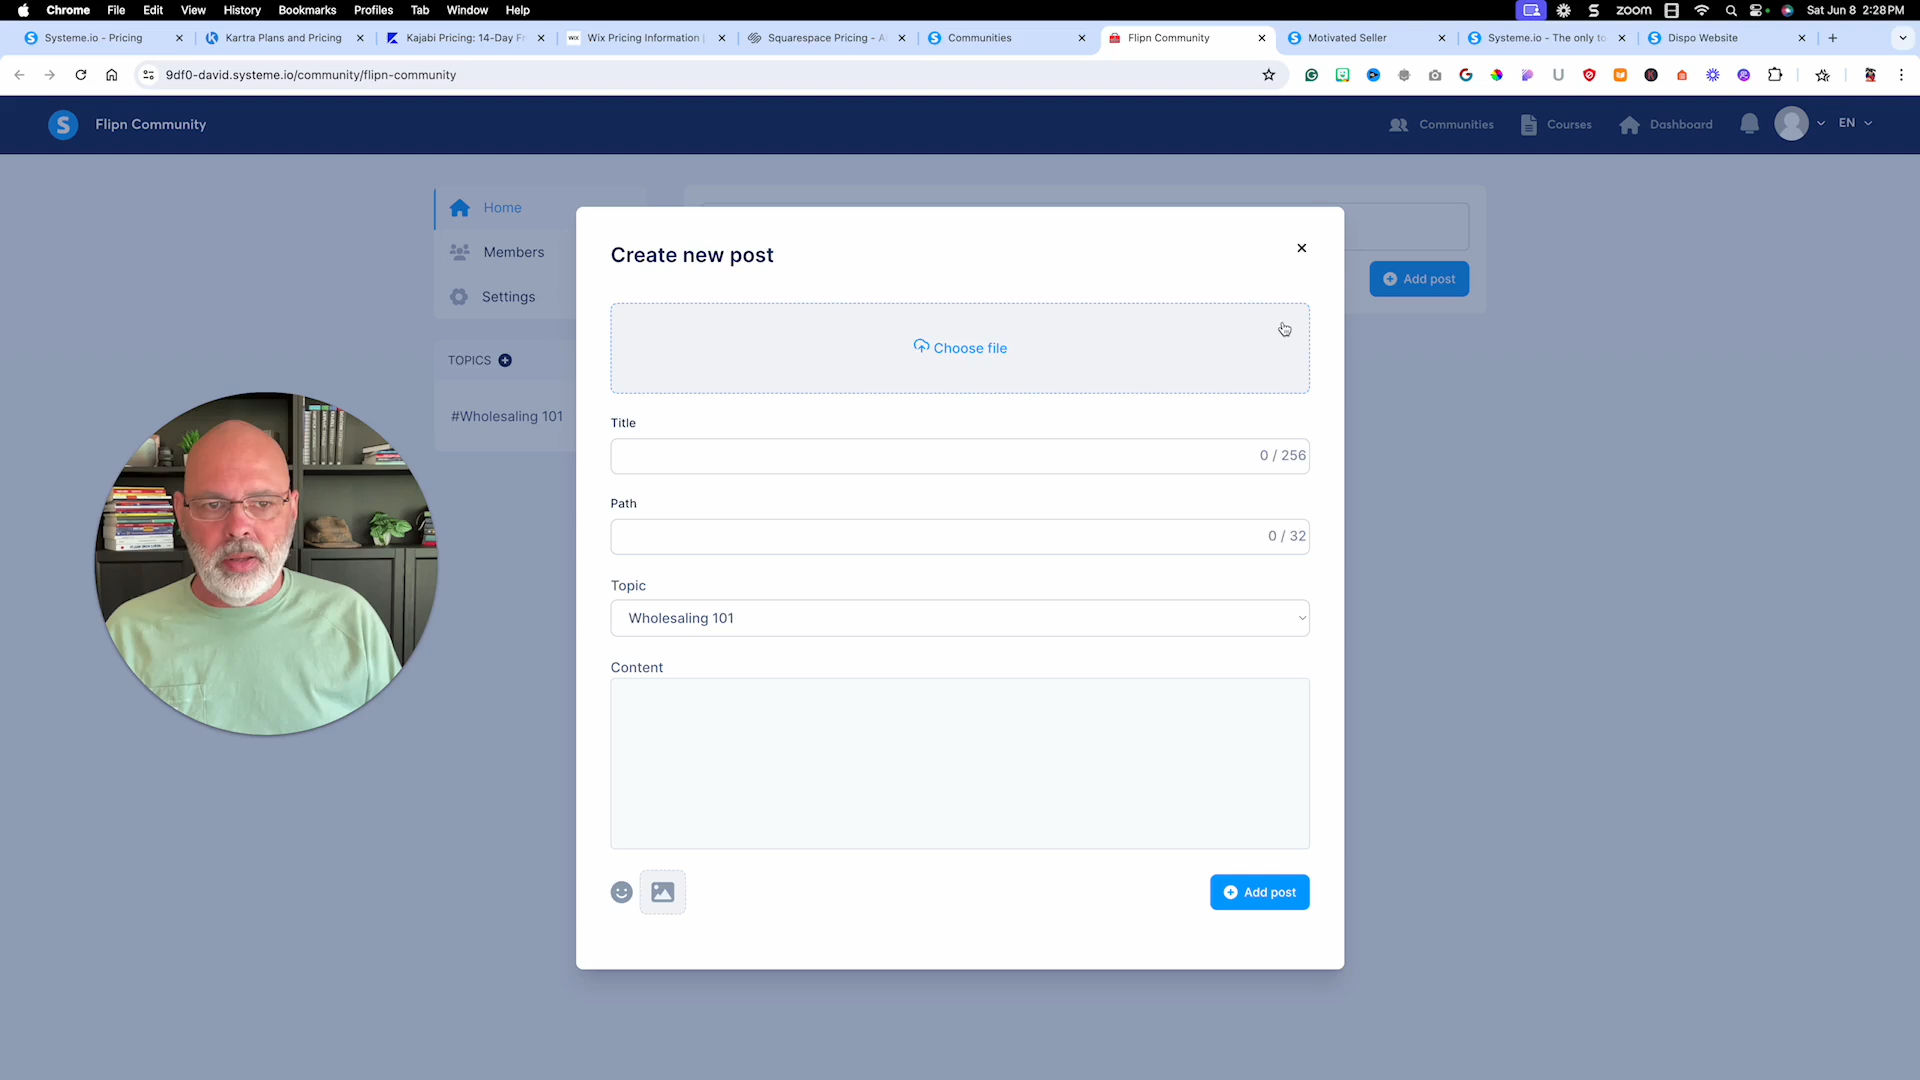 Chrome File Edit View History Bookmarks Profiles Tab Window Help zoom Sat Jun 8 2:28 PM
Systeme.io - Pricing Kartra Plans and Pricing Kajabi Pricing: 14-Day Fr Wix Pricing Information Squarespace Pricing - A Communities Flipn Community Motivated Seller Systeme.io - The only to Dispo Website
9df0-david.systeme.io/community/flipn-community
S Flipn Community Communities Courses Dashboard EN
Home
Members
Settings
TOPICS
#Wholesaling 101
Add post
Create new post
Choose file
Title
0 / 256
Path
0 / 32
Topic
Wholesaling 101
Content
Add post